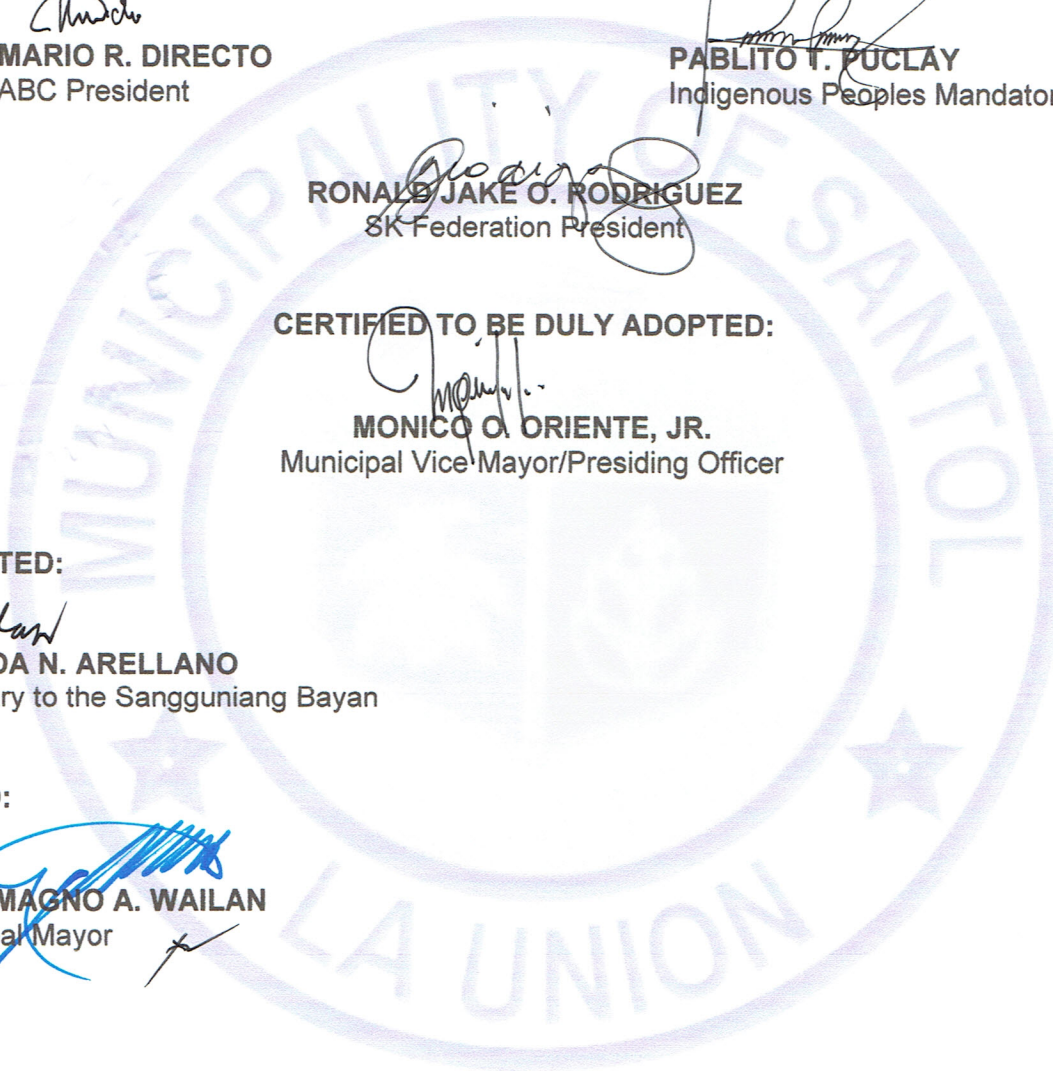 MARIO R. DIRECTO
ABC President
PABLITO T. PUCLAY
Indigenous Peoples Mandator
RONALD JAKE O. RODRIGUEZ
SK Federation President
CERTIFIED TO BE DULY ADOPTED:
MONICO O. ORIENTE, JR.
Municipal Vice Mayor/Presiding Officer
TED:
DA N. ARELLANO
ry to the Sangguniang Bayan
:
MAGNO A. WAILAN
al Mayor
MUNICIPALITY OF SANTOL
LA UNION